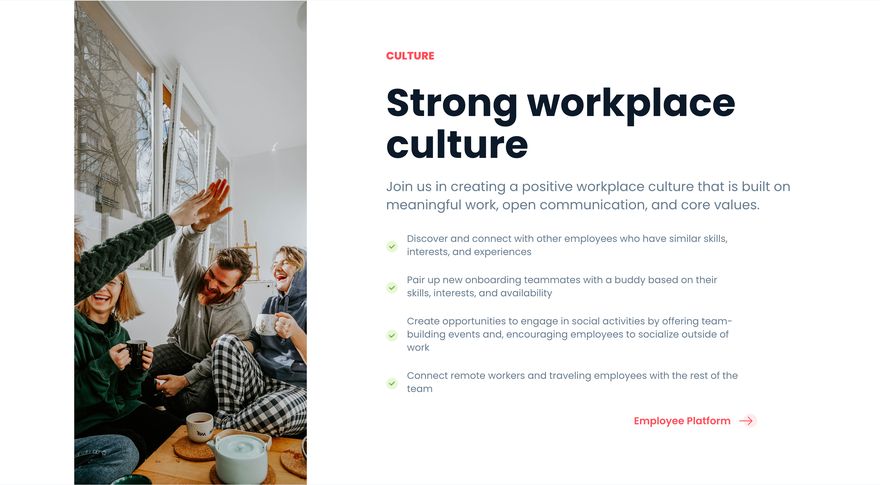 CULTURE
Strong workplace
culture
Join us in creating a positive workplace culture that is built on
meaningful work, open communication, and core values.
Discover and connect with other employees who have similar skills,
interests, and experiences
Pair up new onboarding teammates with a buddy based on their
skills, interests, and availability
Create opportunities to engage in social activities by offering team-
building events and, encouraging employees to socialize outside of
work
Connect remote workers and traveling employees with the rest of the
team
Employee Platform